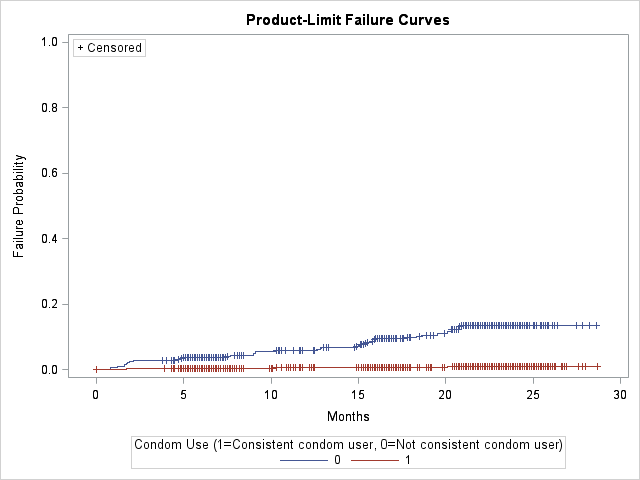 Product-Limit Failure Curves
+ Censored
1.0
0.8
0.6
0.4
0.2
0.0
Failure Probability
0 5 10 15 20 25 30
Months
Condom Use (1=Consistent condom user, 0=Not consistent condom user)
0 1